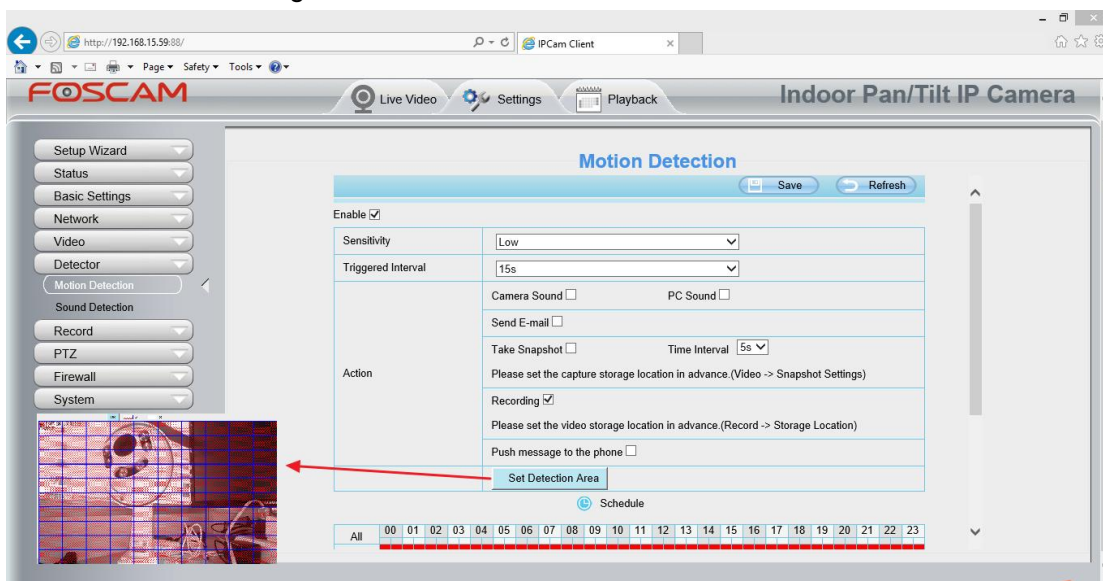 http://192.168.15.59:88/
IPCam Client
Page Safety Tools
FOSCAM
Live Video Settings Playback
Indoor Pan/Tilt IP Camera
Setup Wizard
Status
Basic Settings
Network
Video
Detector
Motion Detection
Sound Detection
Record
PTZ
Firewall
System
Motion Detection
Save Refresh
Enable
Sensitivity Low
Triggered Interval 15s
Action
Camera Sound PC Sound
Send E-mail
Take Snapshot Time Interval 5s
Please set the capture storage location in advance.(Video -> Snapshot Settings)
Recording
Please set the video storage location in advance.(Record -> Storage Location)
Push message to the phone
Set Detection Area
Schedule
All 00 01 02 03 04 05 06 07 08 09 10 11 12 13 14 15 16 17 18 19 20 21 22 23